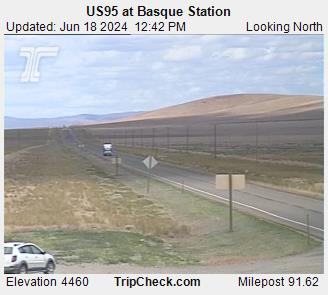 US95 at Basque Station
Updated: Jun 18 2024 12:42 PM Looking North
Elevation 4460 TripCheck.com Milepost 91.62